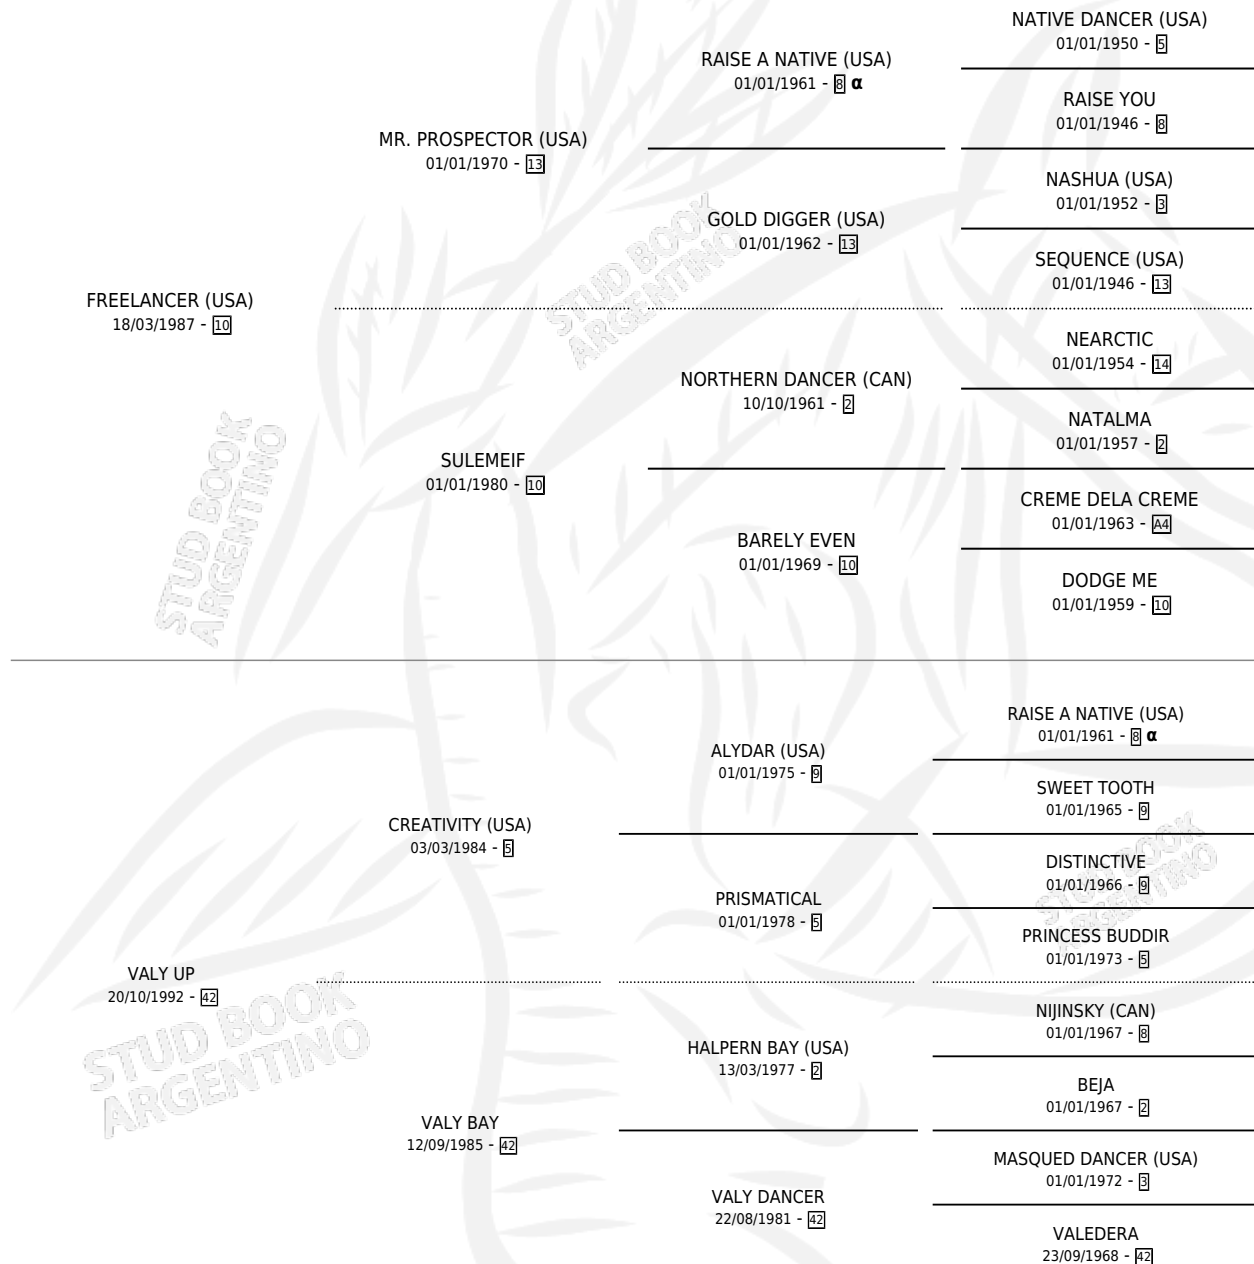 NATIVE DANCER (USA)
01/01/1950 - 5
RAISE A NATIVE (USA)
01/01/1961 - 8 α
RAISE YOU
01/01/1946 - 8
MR. PROSPECTOR (USA)
01/01/1970 - 13
NASHUA (USA)
01/01/1952 - 3
GOLD DIGGER (USA)
01/01/1962 - 13
SEQUENCE (USA)
01/01/1946 - 13
FREELANCER (USA)
18/03/1987 - 10
NEARCTIC
01/01/1954 - 14
NORTHERN DANCER (CAN)
10/10/1961 - 2
NATALMA
01/01/1957 - 2
SULEMEIF
01/01/1980 - 10
CREME DELA CREME
01/01/1963 - A4
BARELY EVEN
01/01/1969 - 10
DODGE ME
01/01/1959 - 10
RAISE A NATIVE (USA)
01/01/1961 - 8 α
ALYDAR (USA)
01/01/1975 - 9
SWEET TOOTH
01/01/1965 - 9
CREATIVITY (USA)
03/03/1984 - 5
DISTINCTIVE
01/01/1966 - 9
PRISMATICAL
01/01/1978 - 5
PRINCESS BUDDIR
01/01/1973 - 5
VALY UP
20/10/1992 - 42
NIJINSKY (CAN)
01/01/1967 - 8
HALPERN BAY (USA)
13/03/1977 - 2
BEJA
01/01/1967 - 2
VALY BAY
12/09/1985 - 42
MASQUED DANCER (USA)
01/01/1972 - 3
VALY DANCER
22/08/1981 - 42
VALEDERA
23/09/1968 - 42
STUD BOOK
ARGENTINO
STUD BOOK
ARGENTINO
STUD BOOK
ARGENTINO
STUD BOOK
ARGENTINO